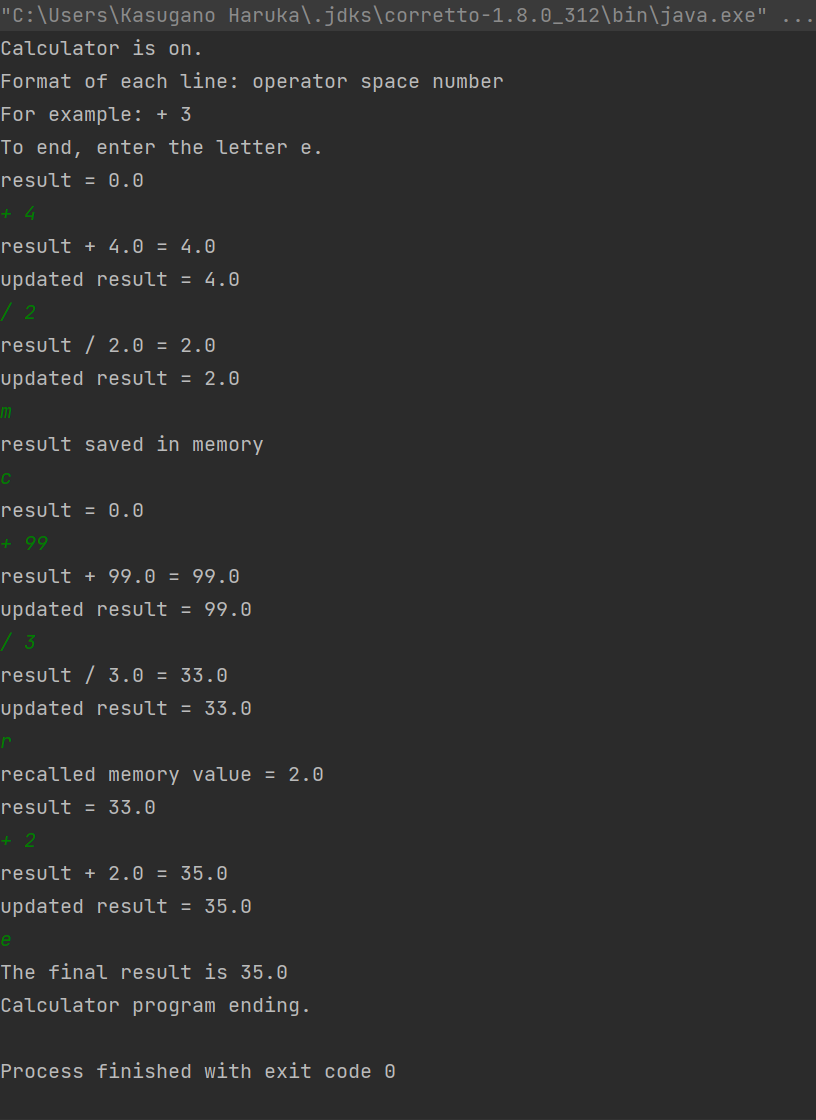 "C:\Users\Kasugano Haruka\.jdks\corretto-1.8.0_312\bin\java.exe" ...
Calculator is on.
Format of each line: operator space number
For example: + 3
To end, enter the letter e.
result = 0.0
+ 4
result + 4.0 = 4.0
updated result = 4.0
/ 2
result / 2.0 = 2.0
updated result = 2.0
m
result saved in memory
c
result = 0.0
+ 99
result + 99.0 = 99.0
updated result = 99.0
/ 3
result / 3.0 = 33.0
updated result = 33.0
r
recalled memory value = 2.0
result = 33.0
+ 2
result + 2.0 = 35.0
updated result = 35.0
e
The final result is 35.0
Calculator program ending.
Process finished with exit code 0